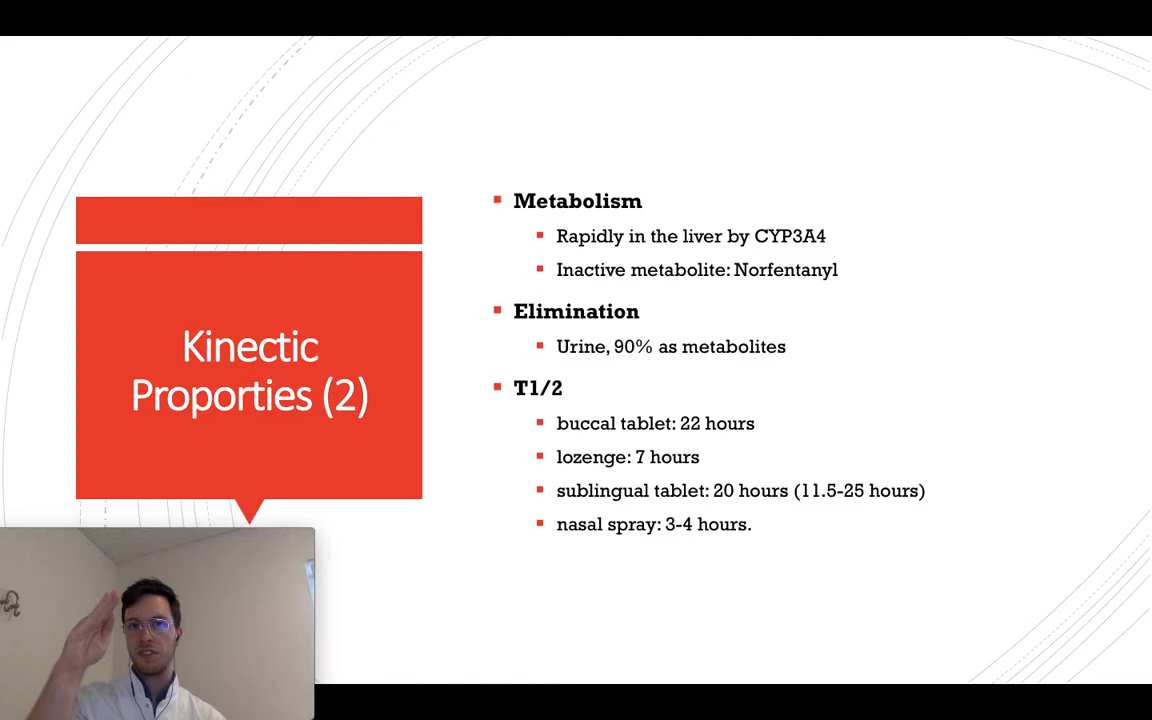 Kinectic
Proporties (2)
Metabolism
Rapidly in the liver by CYP3A4
Inactive metabolite: Norfentanyl
Elimination
Urine, 90% as metabolites
T1/2
buccal tablet: 22 hours
lozenge: 7 hours
sublingual tablet: 20 hours (11.5-25 hours)
nasal spray: 3-4 hours.